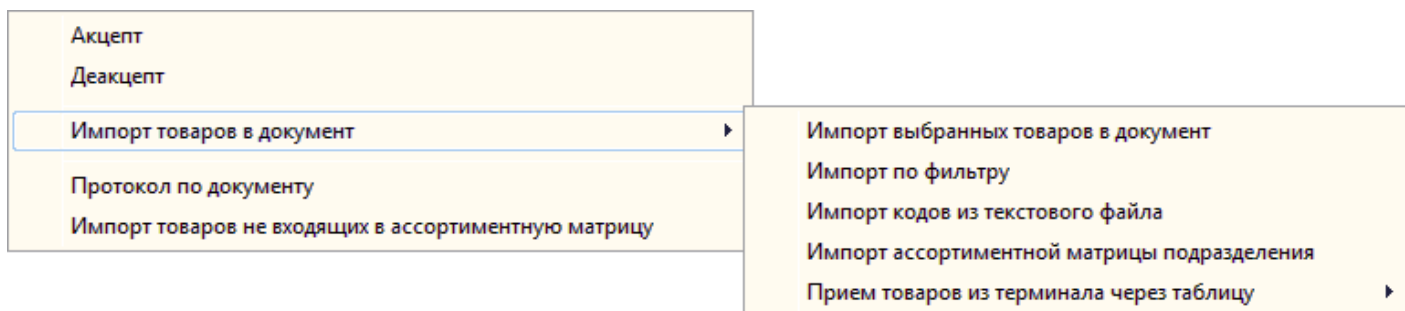 Акцепт
Деакцепт
Импорт товаров в документ
Протокол по документу
Импорт товаров не входящих в ассортиментную матрицу
Импорт выбранных товаров в документ
Импорт по фильтру
Импорт кодов из текстового файла
Импорт ассортиментной матрицы подразделения
Прием товаров из терминала через таблицу